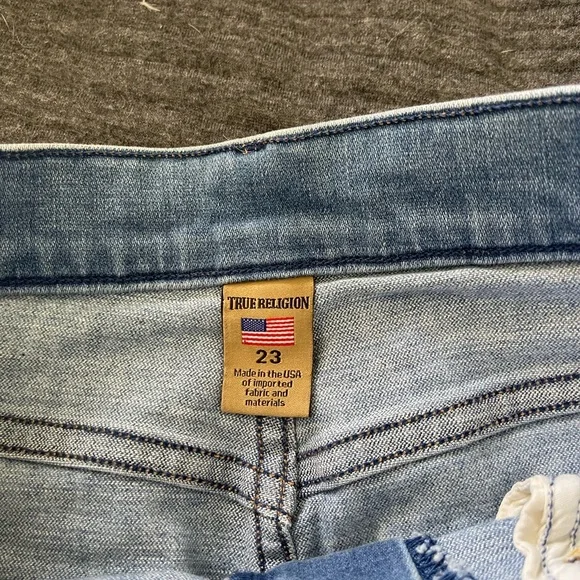 TRUE RELIGION
23
Made in the USA
of imported
fabric and
materials